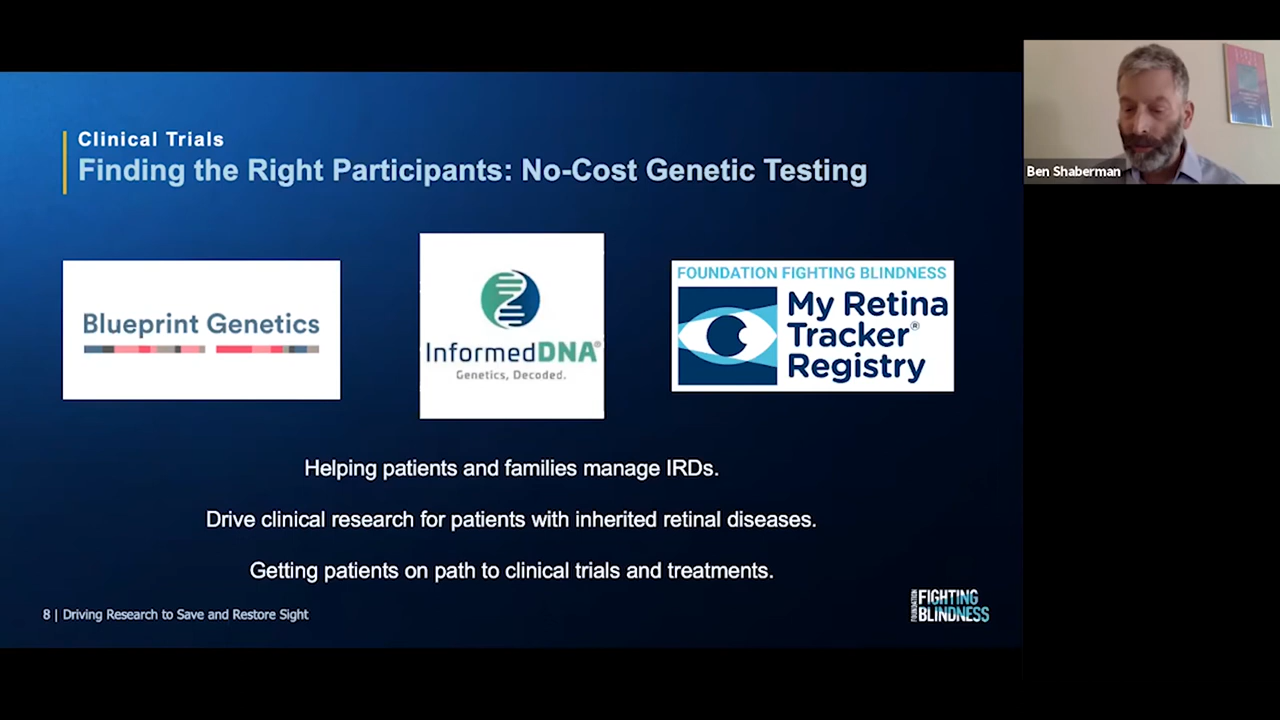 Clinical Trials
Finding the Right Participants: No-Cost Genetic Testing
Blueprint Genetics
InformedDNA®
Genetics, Decoded.
FOUNDATION FIGHTING BLINDNESS
My Retina
Tracker®
Registry
Helping patients and families manage IRDs.
Drive clinical research for patients with inherited retinal diseases.
Getting patients on path to clinical trials and treatments.
8 | Driving Research to Save and Restore Sight
FOUNDATION
FIGHTING
BLINDNESS
Ben Shaberman